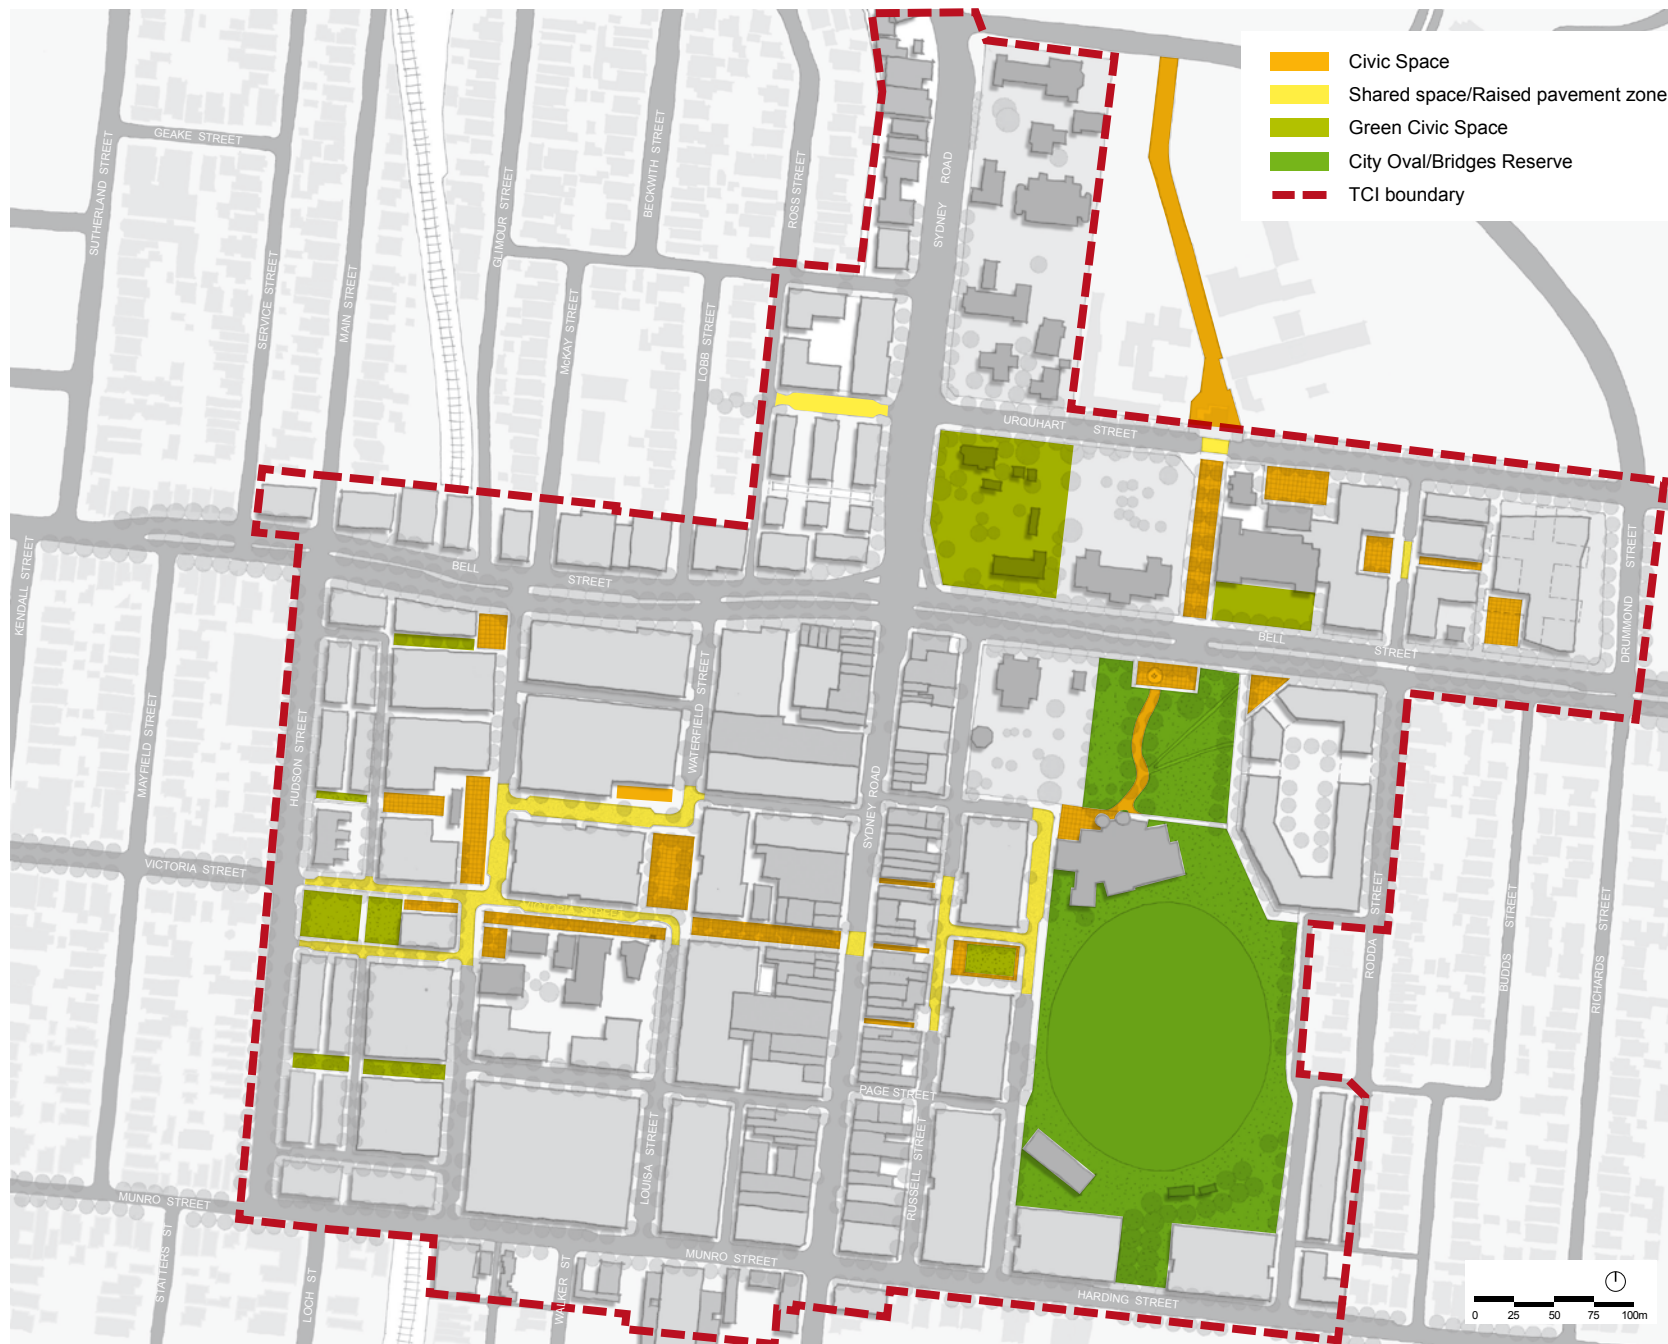 Civic Space
Shared space/Raised pavement zone
Green Civic Space
City Oval/Bridges Reserve
TCI boundary
GEAKE STREET
SUTHERLAND STREET
SERVICE STREET
MAIN STREET
GLIMOUR STREET
BECKWITH STREET
ROSS STREET
McKAY STREET
LOBB STREET
SYDNEY ROAD
URQUHART STREET
KENDALL STREET
BELL STREET
BELL STREET
DRUMMOND STREET
MAYFIELD STREET
HUDSON STREET
WATERFIELD STREET
SYDNEY ROAD
VICTORIA STREET
VICTORIA STREET
RODDA STREET
BUDDS STREET
RICHARDS STREET
PAGE STREET
LOUISA STREET
RUSSELL STREET
MUNRO STREET
MUNRO STREET
STATTERS ST
LOCH ST
WALKER ST
HARDING STREET
0 25 50 75 100m